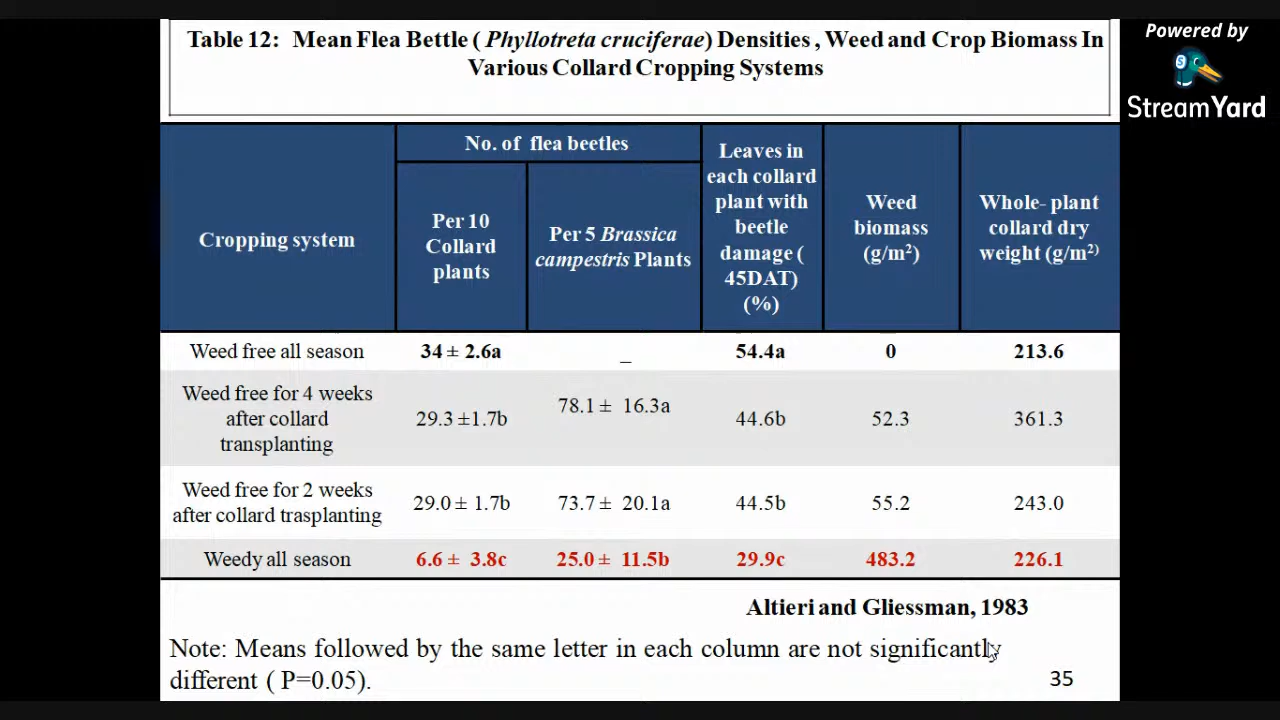 Powered by
StreamYard
Table 12: Mean Flea Bettle ( Phyllotreta cruciferae) Densities , Weed and Crop Biomass In
Various Collard Cropping Systems
Cropping system
No. of flea beetles
Per 10
Collard
plants
Per 5 Brassica
campestris Plants
Leaves in
each collard
plant with
beetle
damage (
45DAT)
(%)
Weed
biomass
(g/m²)
Whole- plant
collard dry
weight (g/m²)
Weed free all season 34 ± 2.6a _ 54.4a 0 213.6
Weed free for 4 weeks
after collard
transplanting
29.3 ±1.7b 78.1 ± 16.3a 44.6b 52.3 361.3
Weed free for 2 weeks
after collard trasplanting
29.0 ± 1.7b 73.7 ± 20.1a 44.5b 55.2 243.0
Weedy all season 6.6 ± 3.8c 25.0 ± 11.5b 29.9c 483.2 226.1
Altieri and Gliessman, 1983
Note: Means followed by the same letter in each column are not significantly
different ( P=0.05).
35